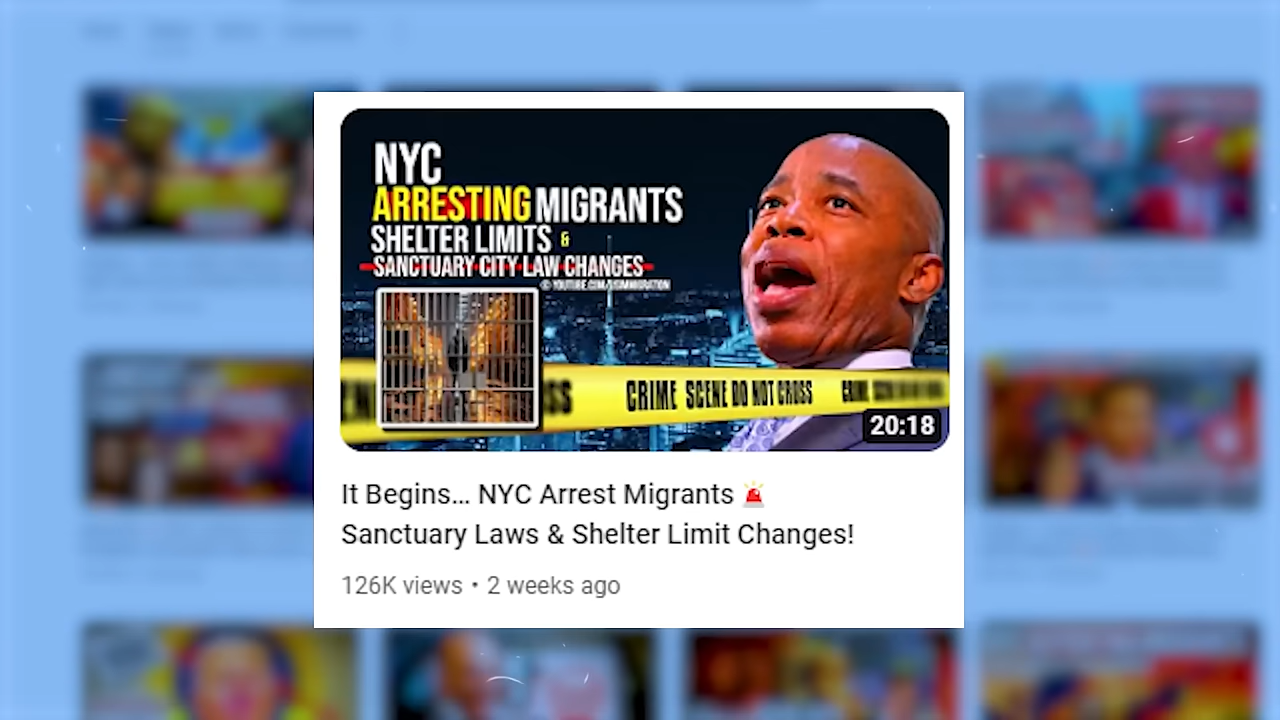 NYC
ARRESTING MIGRANTS
SHELTER LIMITS &
SANCTUARY CITY LAW CHANGES
CRIME SCENE DO NOT CROSS
20:18
It Begins... NYC Arrest Migrants 🚨
Sanctuary Laws & Shelter Limit Changes!
126K views • 2 weeks ago